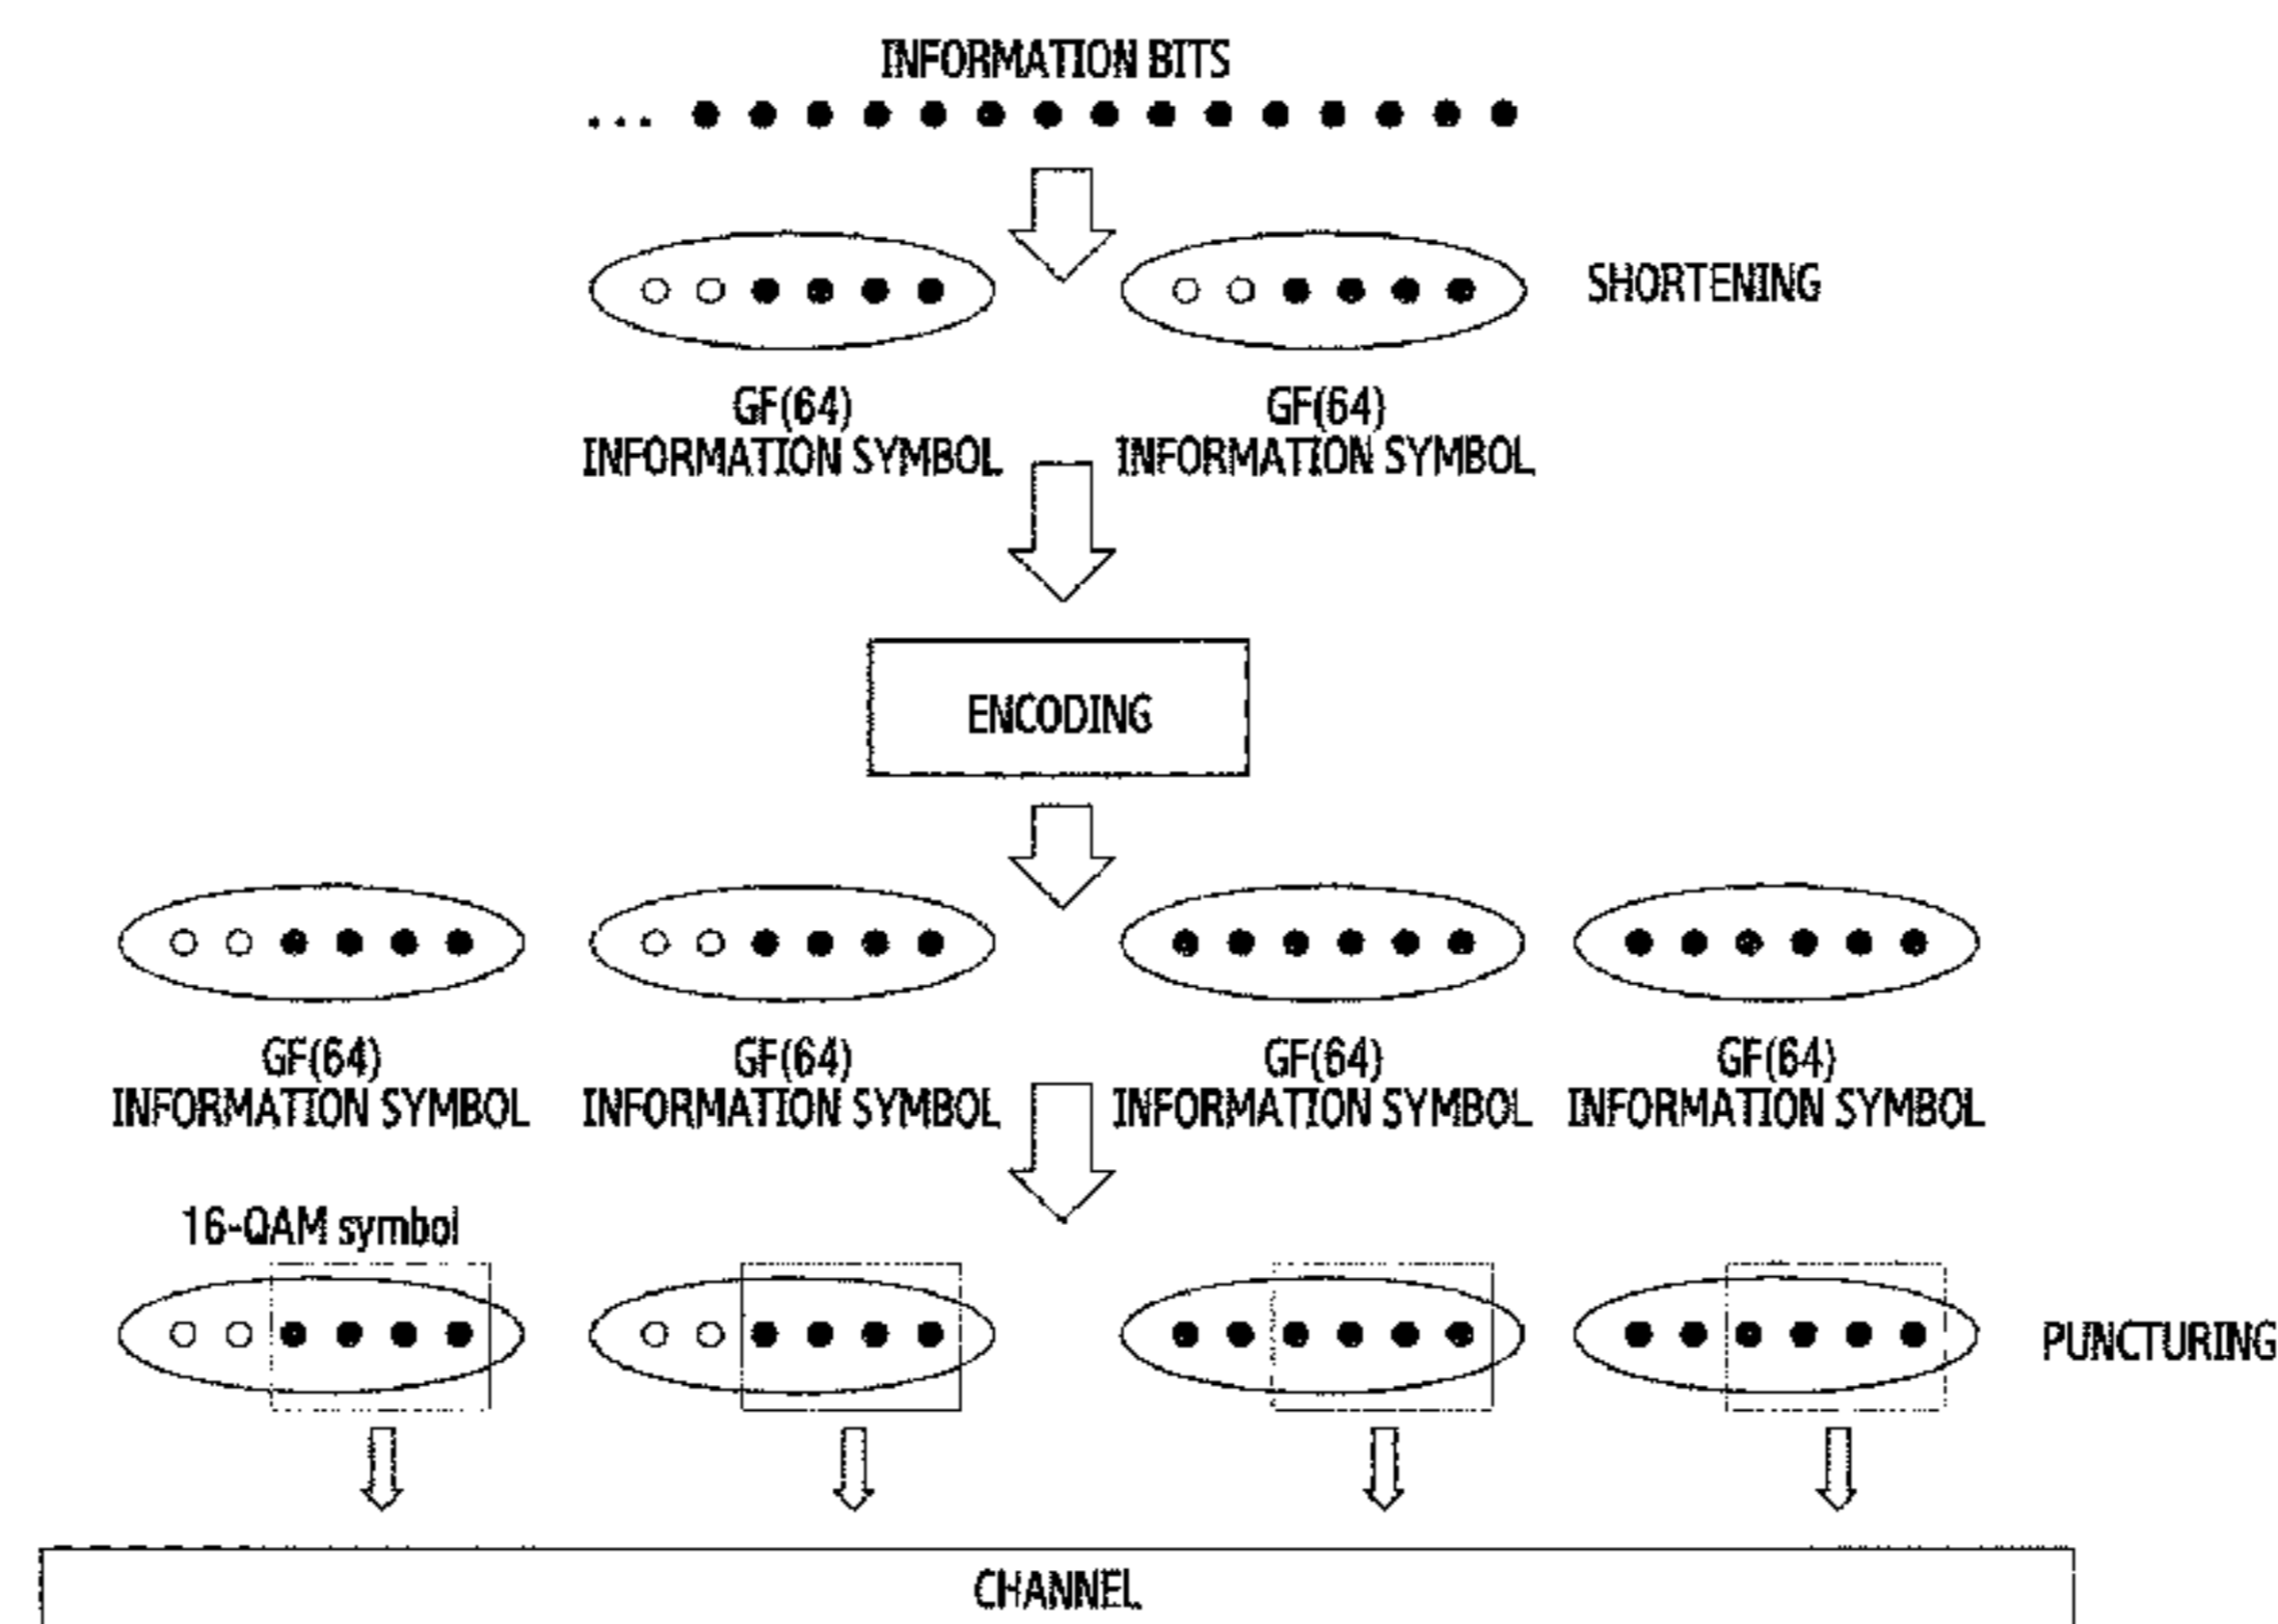 INFORMATION BITS
...
SHORTENING
GF(64) GF(64)
INFORMATION SYMBOL INFORMATION SYMBOL
ENCODING
GF(64) GF(64) GF(64) GF(64)
INFORMATION SYMBOL INFORMATION SYMBOL INFORMATION SYMBOL INFORMATION SYMBOL
16-QAM symbol
PUNCTURING
CHANNEL